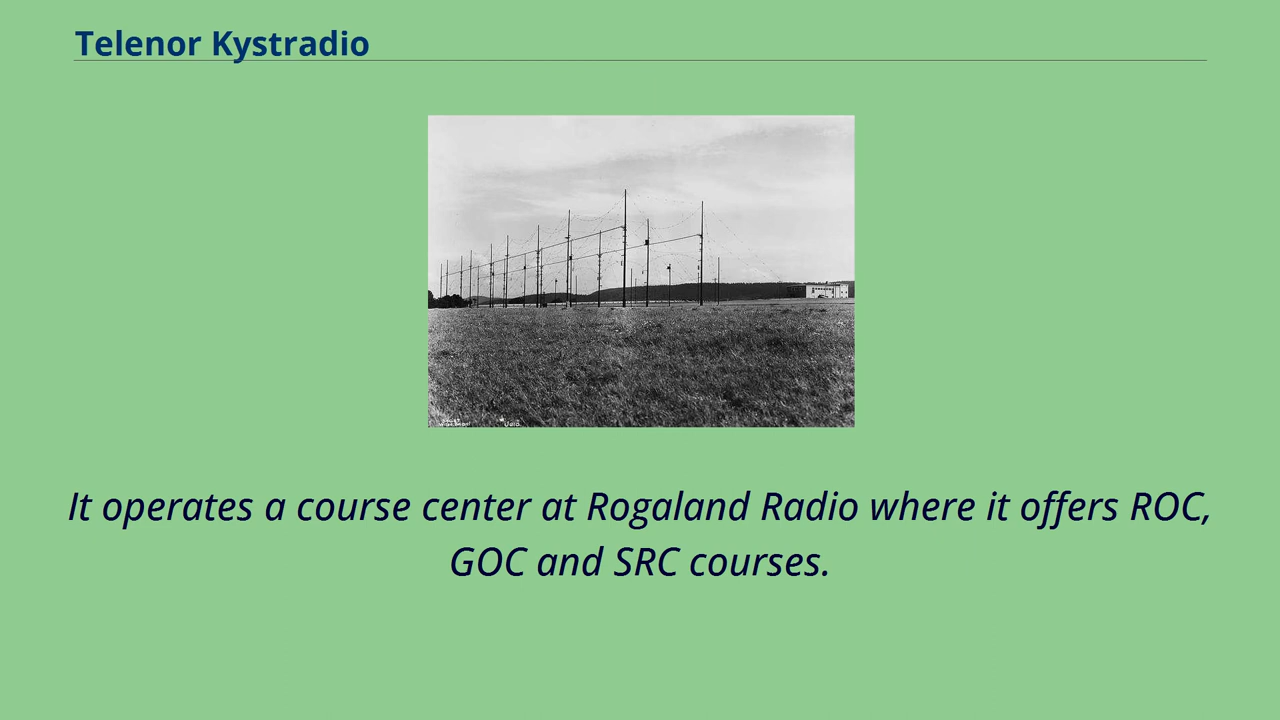 Telenor Kystradio
It operates a course center at Rogaland Radio where it offers ROC,
GOC and SRC courses.